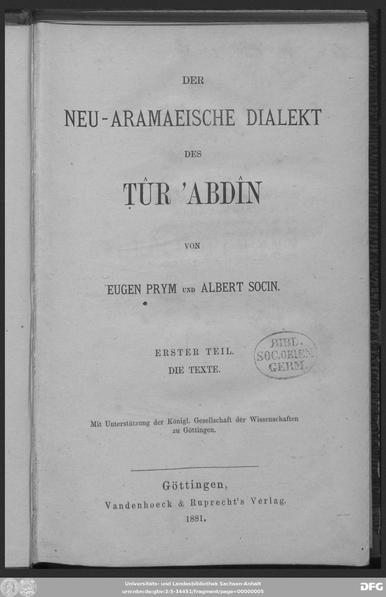 DER
NEU-ARAMAEISCHE DIALEKT
DES
ṬÛR 'ABDÎN
VON
EUGEN PRYM UND ALBERT SOCIN.
ERSTER TEIL.
DIE TEXTE.
BIBL.
SOC.ORIEN.
GERM.
Mit Unterstützung der Königl. Gesellschaft der Wissenschaften
zu Göttingen.
Göttingen,
Vandenhoeck & Ruprecht's Verlag.
1881.
Universitäts- und Landesbibliothek Sachsen-Anhalt
urn:nbn:de:gbv:3:5-34451/fragment/page=00000005
DFG